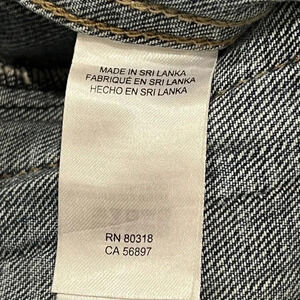 MADE IN SRI LANKA
FABRIQUÉ EN SRI LANKA
HECHO EN SRI LANKA
RN 80318
CA 56897